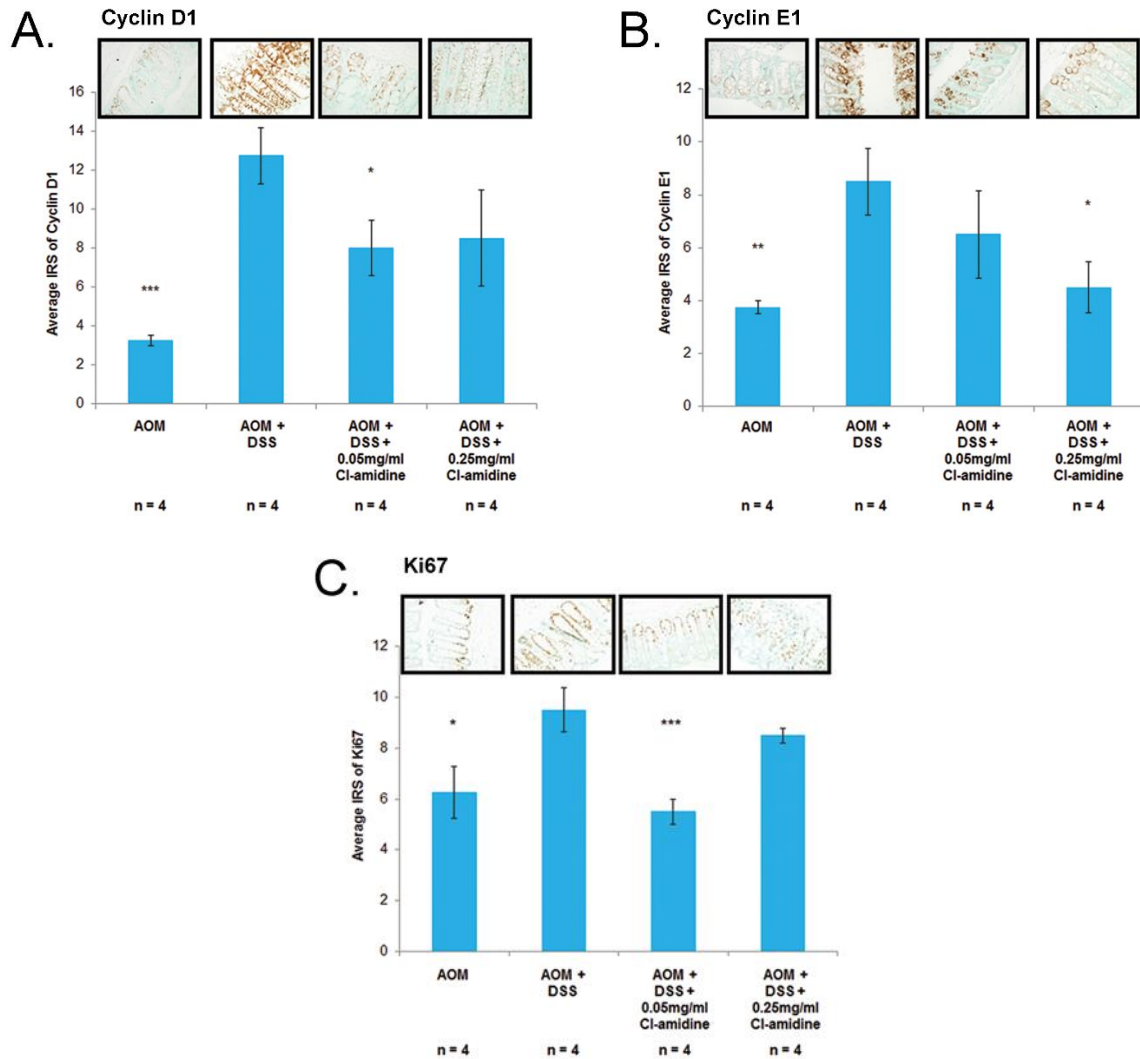 A.
Cyclin D1
16
14
12
10
8
6
4
2
0
Average IRS of Cyclin D1
***
*
AOM
AOM +
DSS
AOM +
DSS +
0.05mg/ml
Cl-amidine
AOM +
DSS +
0.25mg/ml
Cl-amidine
n = 4
n = 4
n = 4
n = 4
B.
Cyclin E1
12
10
8
6
4
2
0
Average IRS of Cyclin E1
**
*
AOM
AOM +
DSS
AOM +
DSS +
0.05mg/ml
Cl-amidine
AOM +
DSS +
0.25mg/ml
Cl-amidine
n = 4
n = 4
n = 4
n = 4
C.
Ki67
12
10
8
6
4
2
0
Average IRS of Ki67
*
***
AOM
AOM +
DSS
AOM +
DSS +
0.05mg/ml
Cl-amidine
AOM +
DSS +
0.25mg/ml
Cl-amidine
n = 4
n = 4
n = 4
n = 4